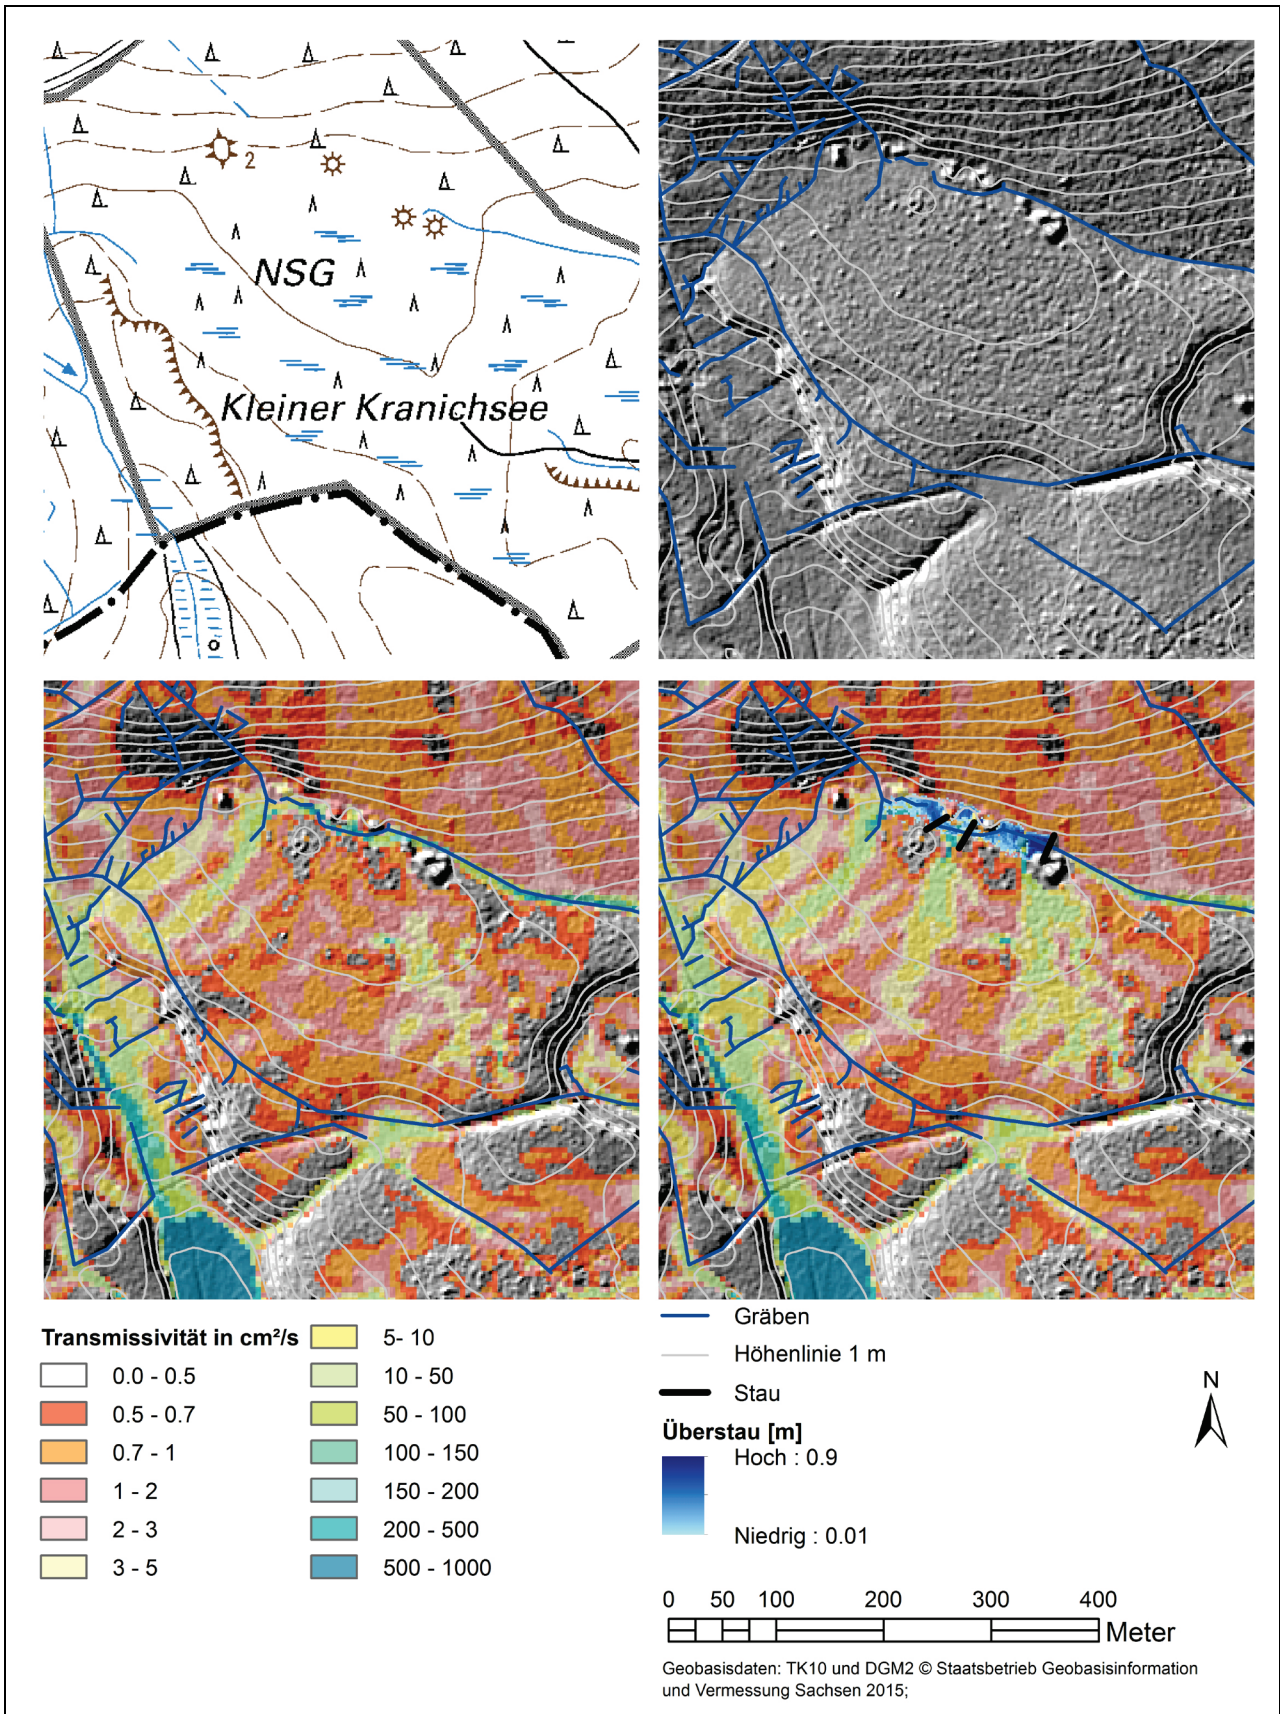 2
NSG
Kleiner Kranichsee
Transmissivität in cm²/s
0.0 - 0.5
0.5 - 0.7
0.7 - 1
1 - 2
2 - 3
3 - 5
5- 10
10 - 50
50 - 100
100 - 150
150 - 200
200 - 500
500 - 1000
Gräben
Höhenlinie 1 m
Stau
Überstau [m]
Hoch : 0.9
Niedrig : 0.01
N
0 50 100 200 300 400
Meter
Geobasisdaten: TK10 und DGM2 © Staatsbetrieb Geobasisinformation
und Vermessung Sachsen 2015;